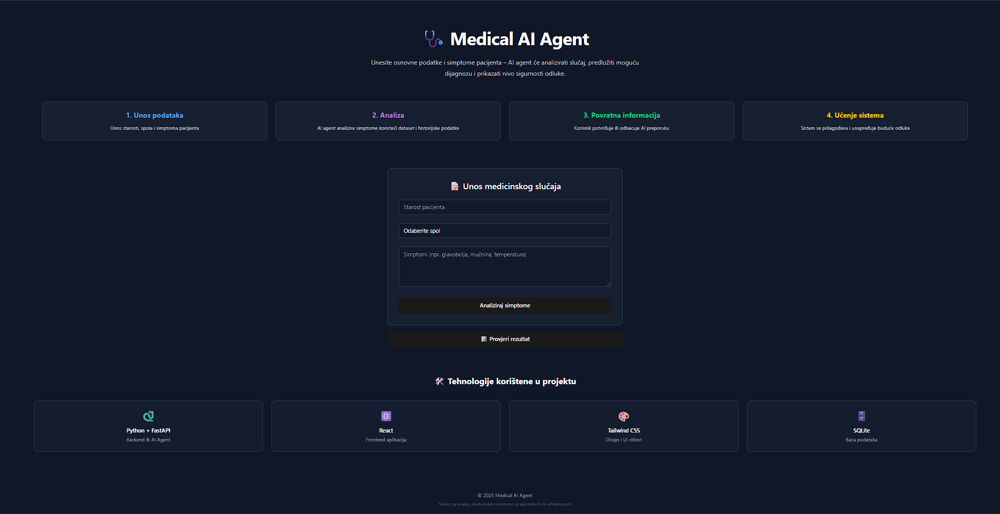 Medical AI Agent
Unesite osnovne podatke i simptome pacijenta – AI agent će analizirati slučaj, predložiti moguću
dijagnozu i prikazati nivo sigurnosti odluke.
1. Unos podataka
Unos starosti, spola i simptoma pacijenta
2. Analiza
AI agent analizira simptome koristeći dataset i historijske podatke
3. Povratna informacija
Korisnik potvrđuje ili odbacuje AI preporuku
4. Učenje sistema
Sistem se prilagođava i unapređuje buduće odluke
Unos medicinskog slučaja
Starost pacijenta
Odaberite spol
Simptomi (npr. glavobolja, mučnina, temperatura)
Analiziraj simptome
Provjeri rezultat
Tehnologije korištene u projektu
Python + FastAPI
Backend & AI Agent
React
Frontend aplikacija
Tailwind CSS
Dizajn i UI stilovi
SQLite
Baza podataka
© 2025 Medical AI Agent
Sistem za analizu medicinskih simptoma sa agentičkom AI arhitekturom